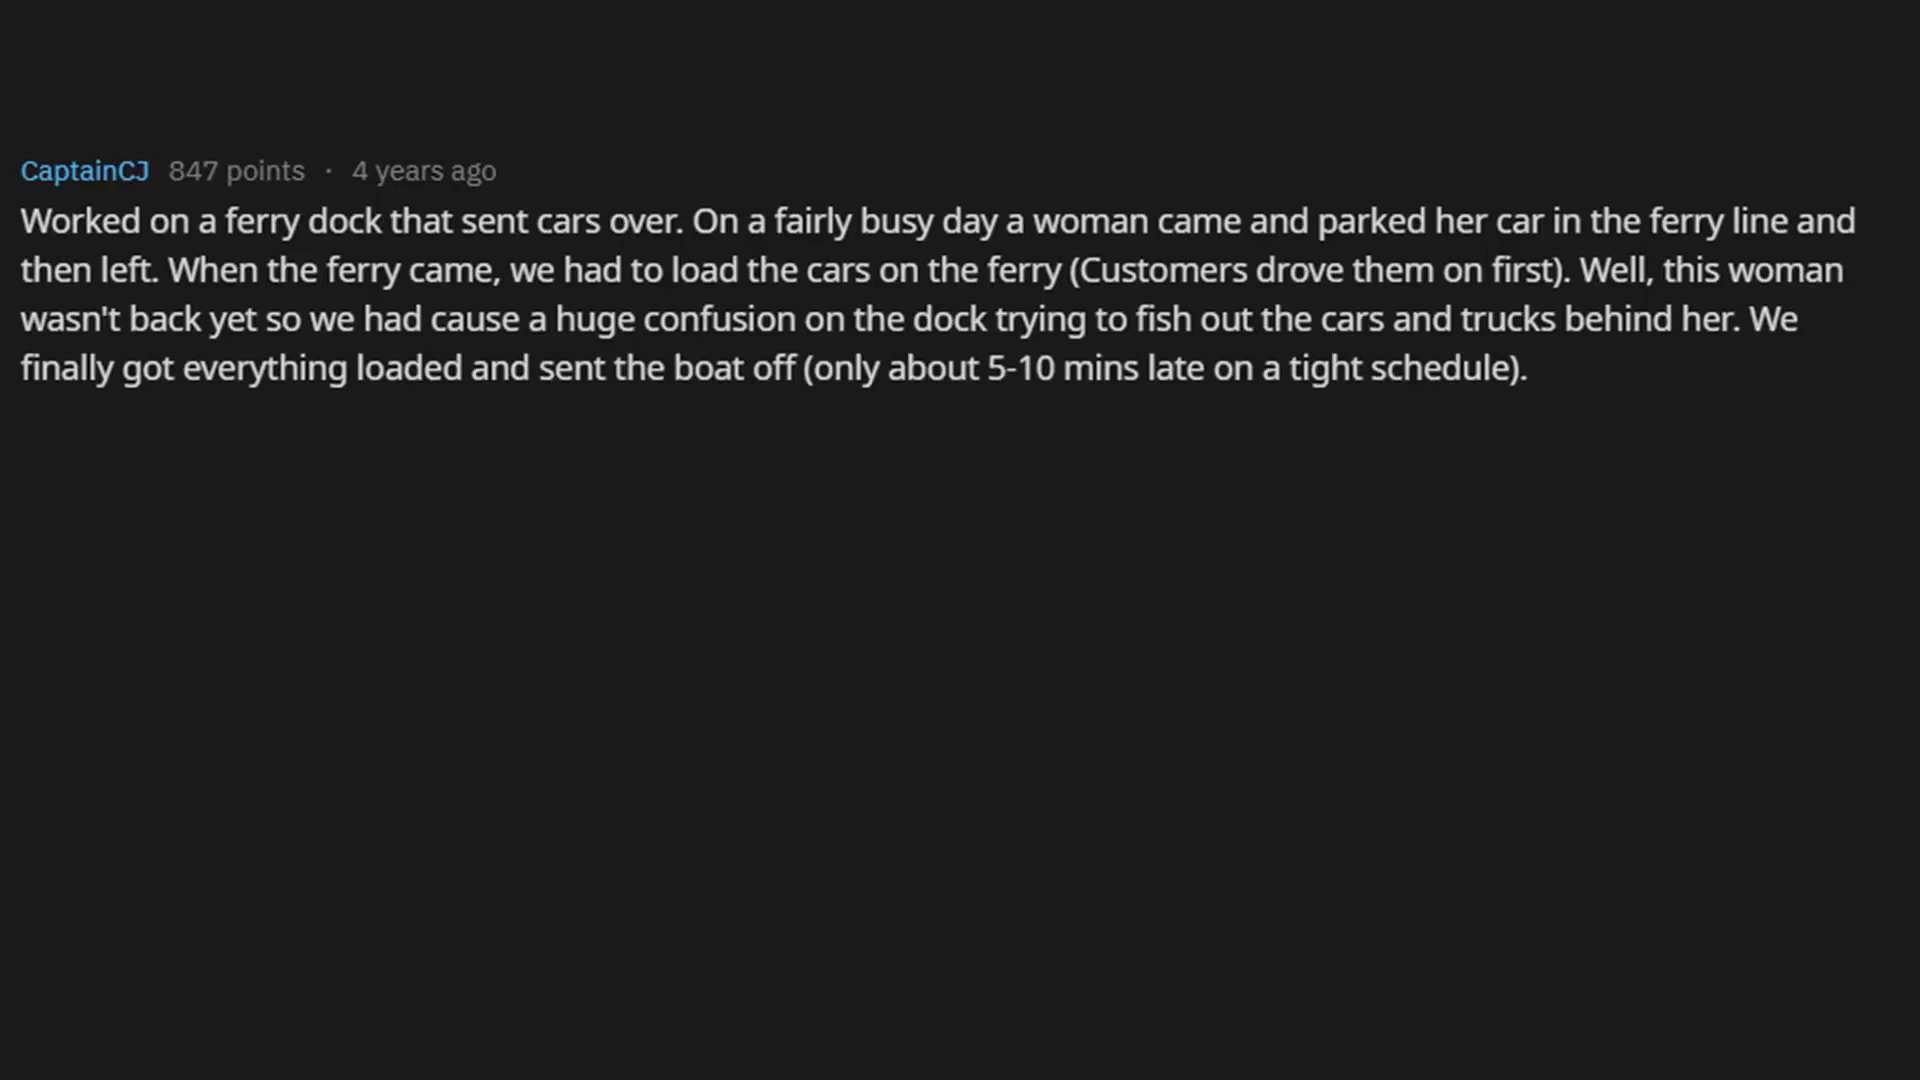 CaptainCJ 847 points · 4 years ago
Worked on a ferry dock that sent cars over. On a fairly busy day a woman came and parked her car in the ferry line and
then left. When the ferry came, we had to load the cars on the ferry (Customers drove them on first). Well, this woman
wasn't back yet so we had cause a huge confusion on the dock trying to fish out the cars and trucks behind her. We
finally got everything loaded and sent the boat off (only about 5-10 mins late on a tight schedule).